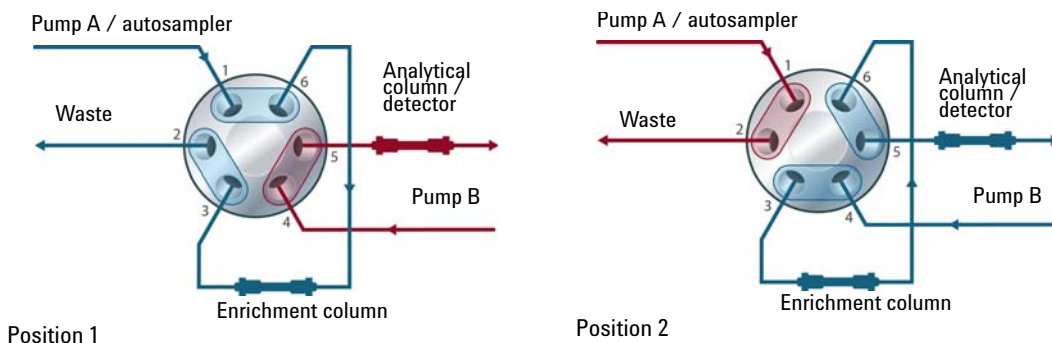 Pump A / autosampler
1
6
Analytical
column /
detector
Waste
2
5
3
4
Pump B
Enrichment column
Position 1
Pump A / autosampler
1
6
Analytical
column /
detector
Waste
2
5
3
4
Pump B
Enrichment column
Position 2